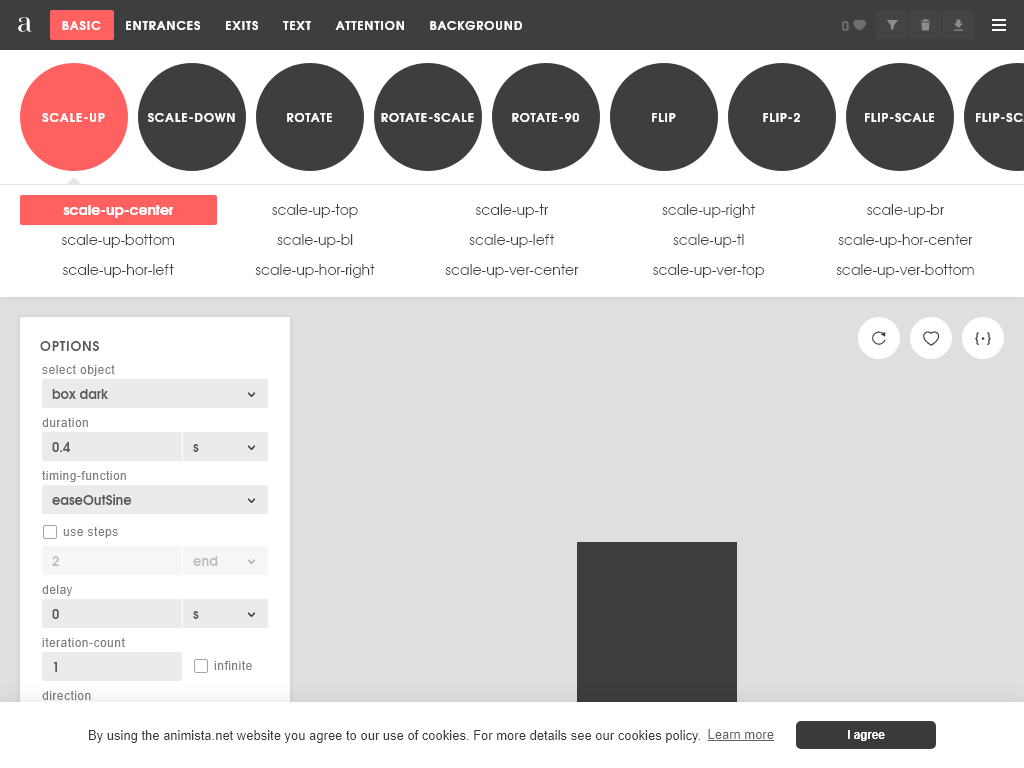 a BASIC ENTRANCES EXITS TEXT ATTENTION BACKGROUND 0
SCALE-UP SCALE-DOWN ROTATE ROTATE-SCALE ROTATE-90 FLIP FLIP-2 FLIP-SCALE FLIP-SC
scale-up-center scale-up-top scale-up-tr scale-up-right scale-up-br
scale-up-bottom scale-up-bl scale-up-left scale-up-tl scale-up-hor-center
scale-up-hor-left scale-up-hor-right scale-up-ver-center scale-up-ver-top scale-up-ver-bottom
{·}
OPTIONS
select object
box dark
duration
0.4 s
timing-function
easeOutSine
use steps
2 end
delay
0 s
iteration-count
1 infinite
direction
By using the animista.net website you agree to our use of cookies. For more details see our cookies policy. Learn more I agree